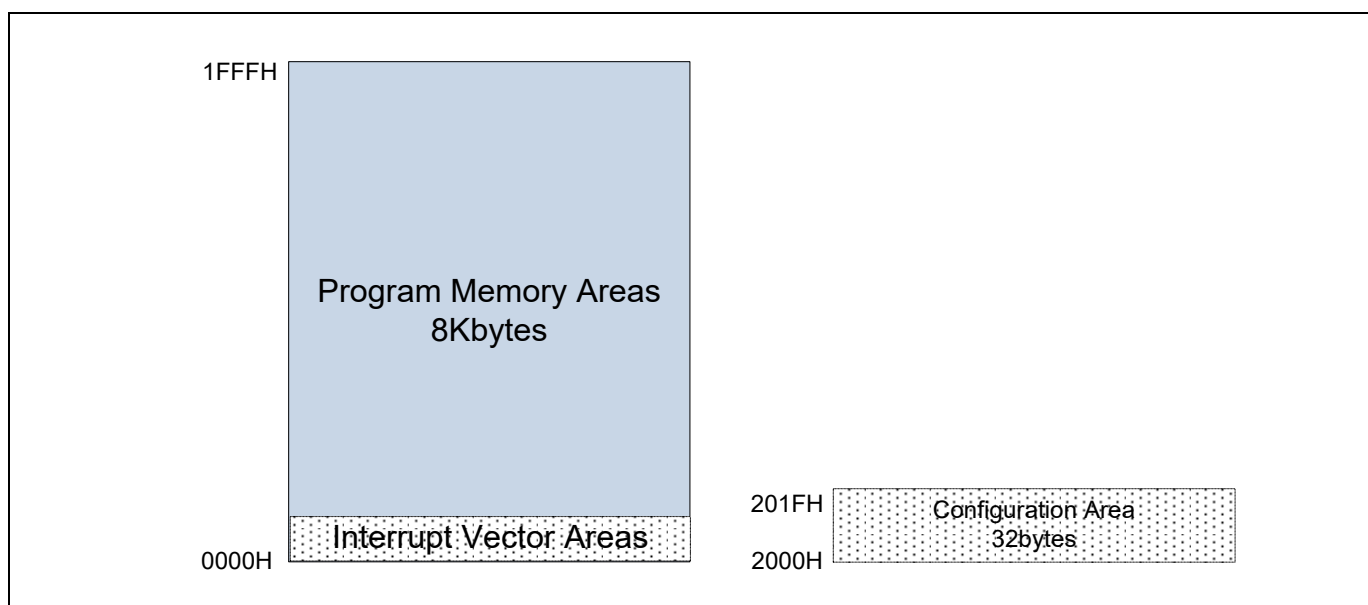 1FFFH
Program Memory Areas
8Kbytes
Interrupt Vector Areas
0000H
201FH
Configuration Area
32bytes
2000H